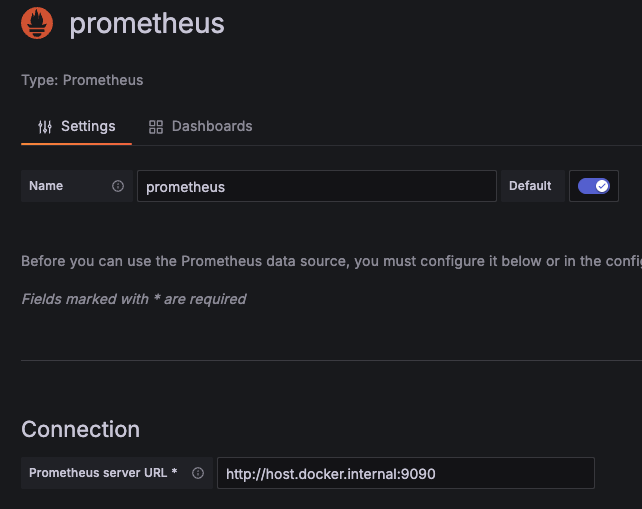 prometheus
Type: Prometheus
Settings Dashboards
Name prometheus Default
Before you can use the Prometheus data source, you must configure it below or in the config
Fields marked with * are required
Connection
Prometheus server URL * http://host.docker.internal:9090